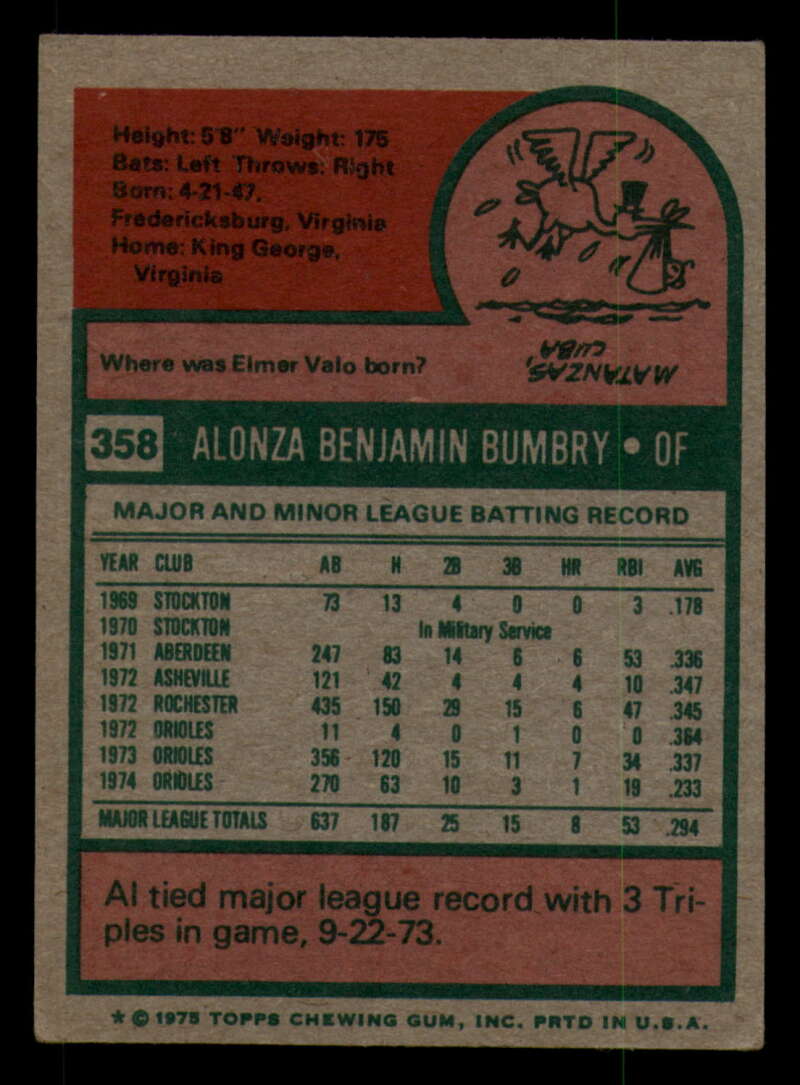 Height: 5'8" Weight: 175
Bats: Left Throws: Right
Born: 4-21-47,
Fredericksburg, Virginia
Home: King George,
Virginia
Where was Elmer Valo born?
MATANZAS,
CUBA
358 ALONZA BENJAMIN BUMBRY • OF
MAJOR AND MINOR LEAGUE BATTING RECORD
YEAR CLUB AB H 2B 3B HR RBI AVG
1969 STOCKTON 73 13 4 0 0 3 .178
1970 STOCKTON In Military Service
1971 ABERDEEN 247 83 14 6 6 53 .336
1972 ASHEVILLE 121 42 4 4 4 10 .347
1972 ROCHESTER 435 150 29 15 6 47 .345
1972 ORIOLES 11 4 0 1 0 0 .364
1973 ORIOLES 356 120 15 11 7 34 .337
1974 ORIOLES 270 63 10 3 1 19 .233
MAJOR LEAGUE TOTALS 637 187 25 15 8 53 .294
Al tied major league record with 3 Tri-
ples in game, 9-22-73.
* © 1975 TOPPS CHEWING GUM, INC. PRTD IN U.S.A.